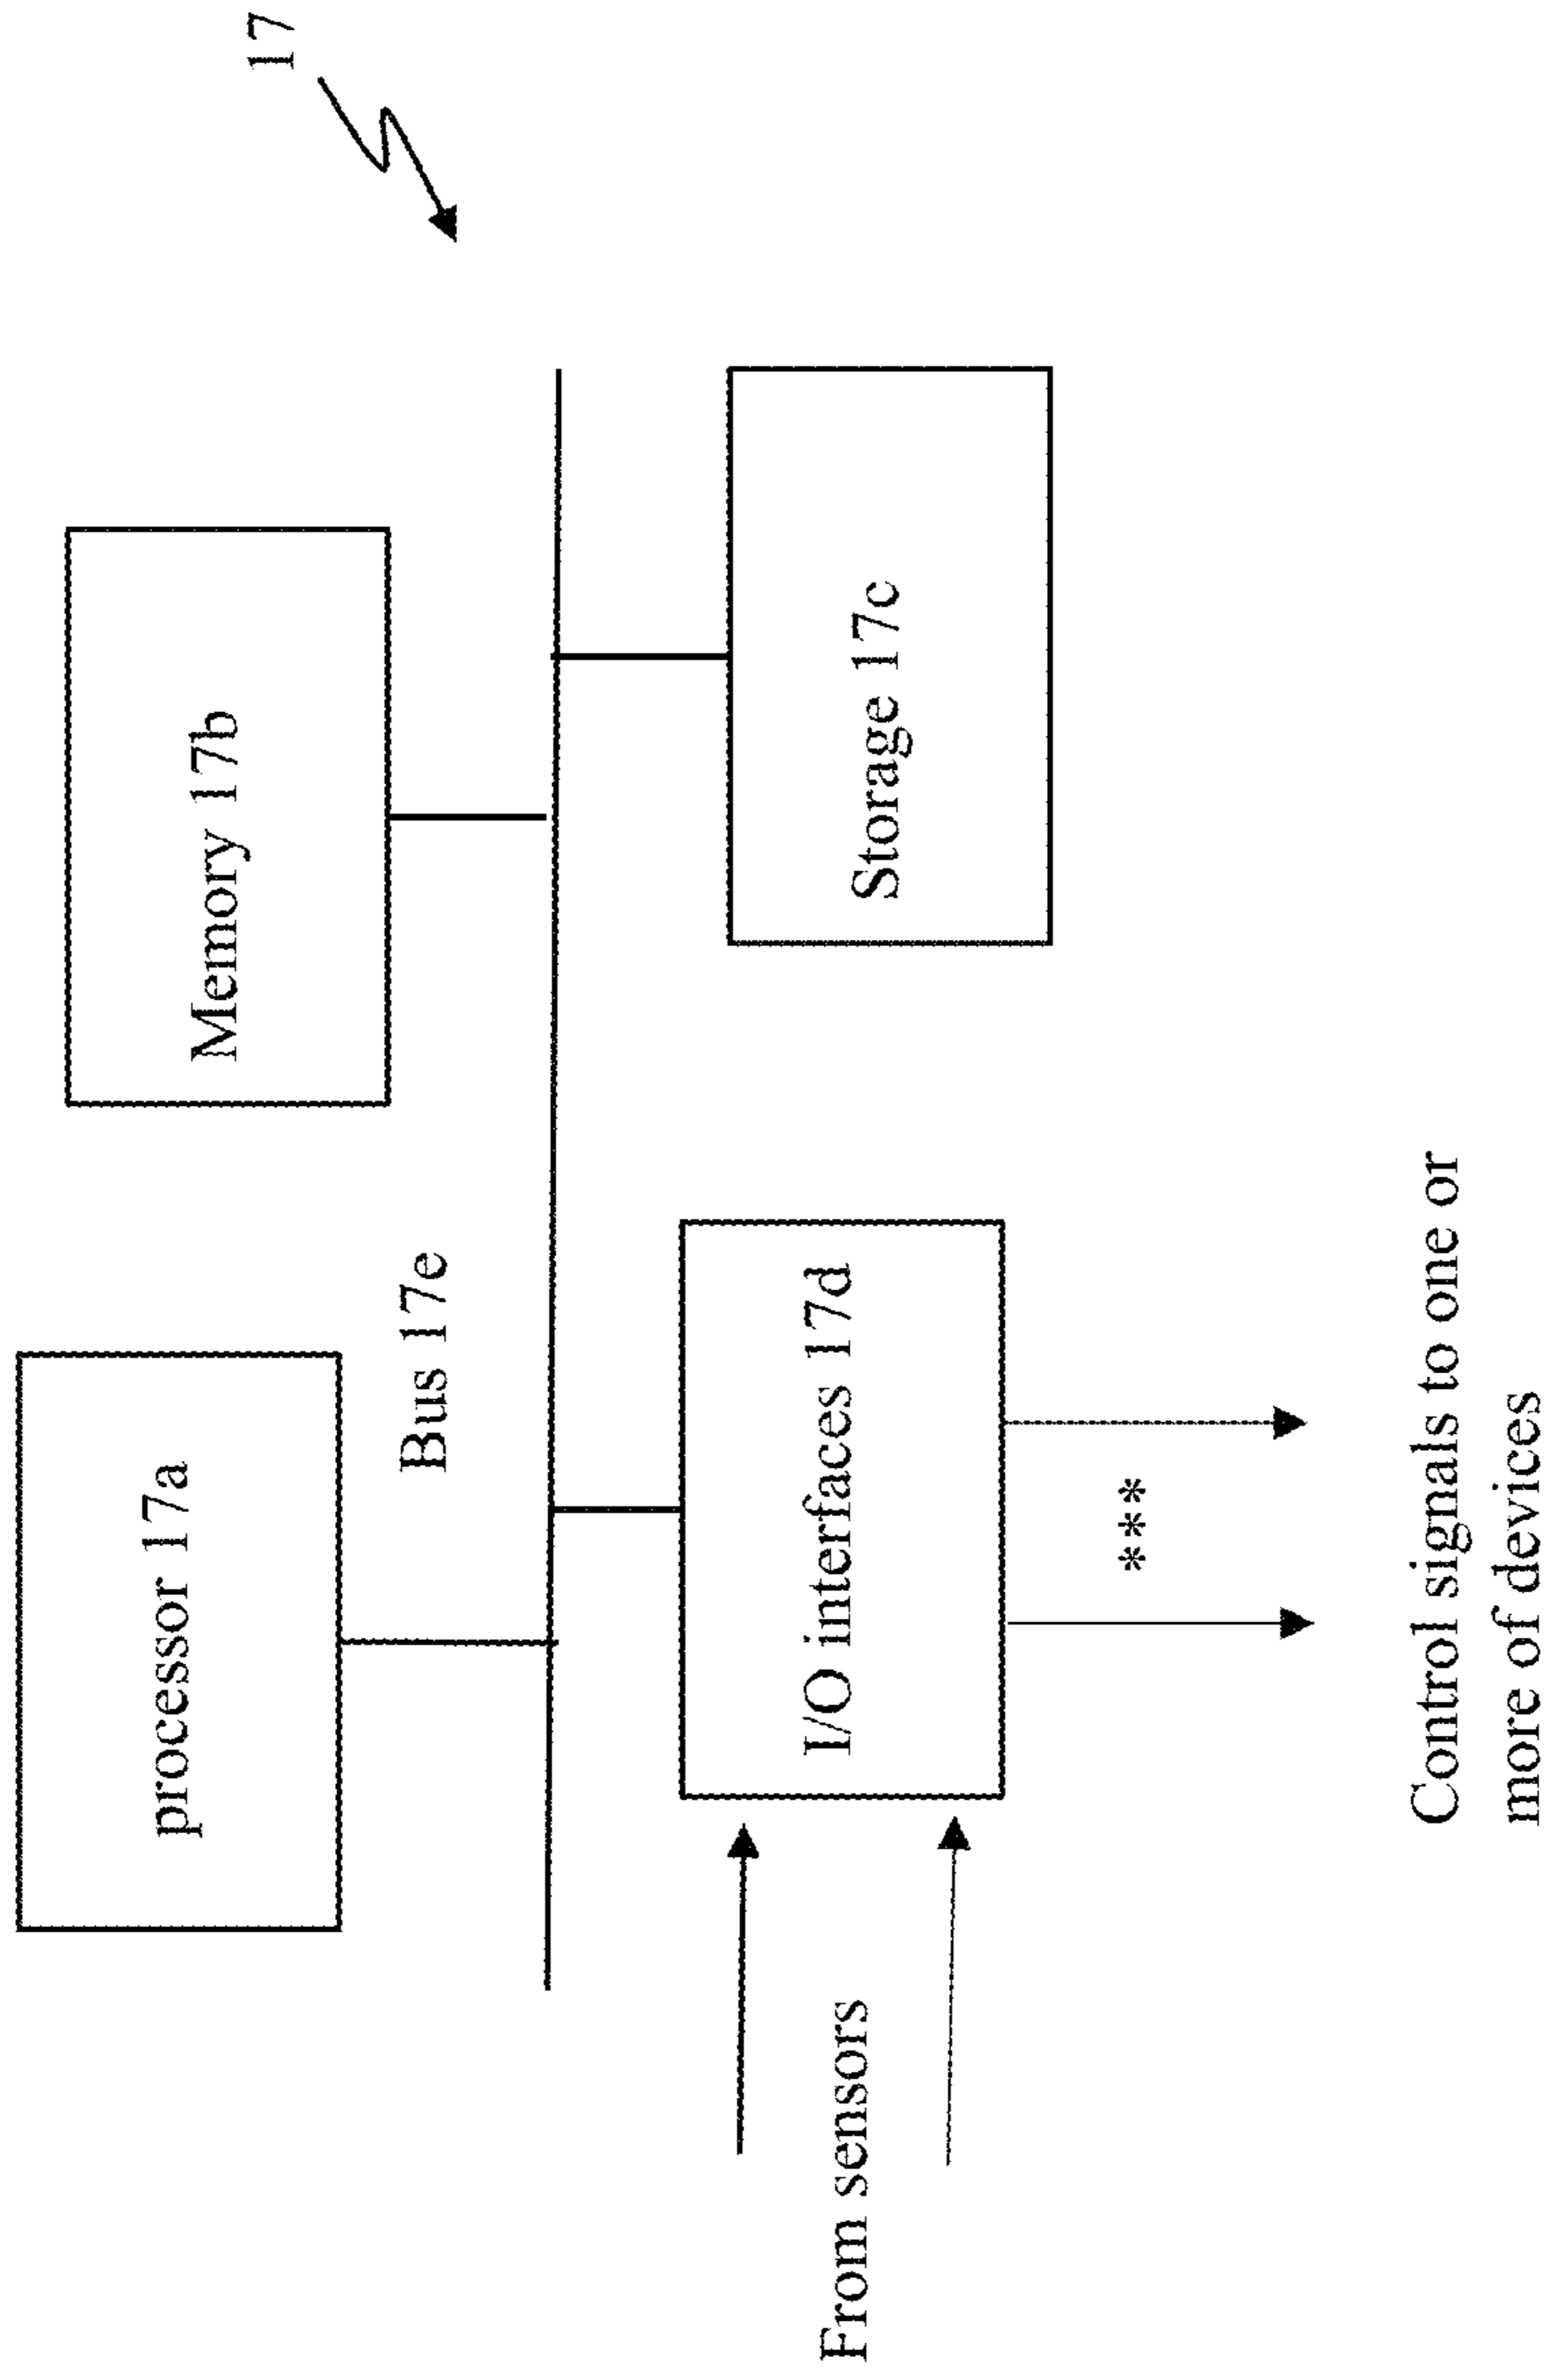 17
processor 17a
Memory 17b
Bus 17e
I/O interfaces 17d
Storage 17c
From sensors
***
Control signals to one or
more of devices